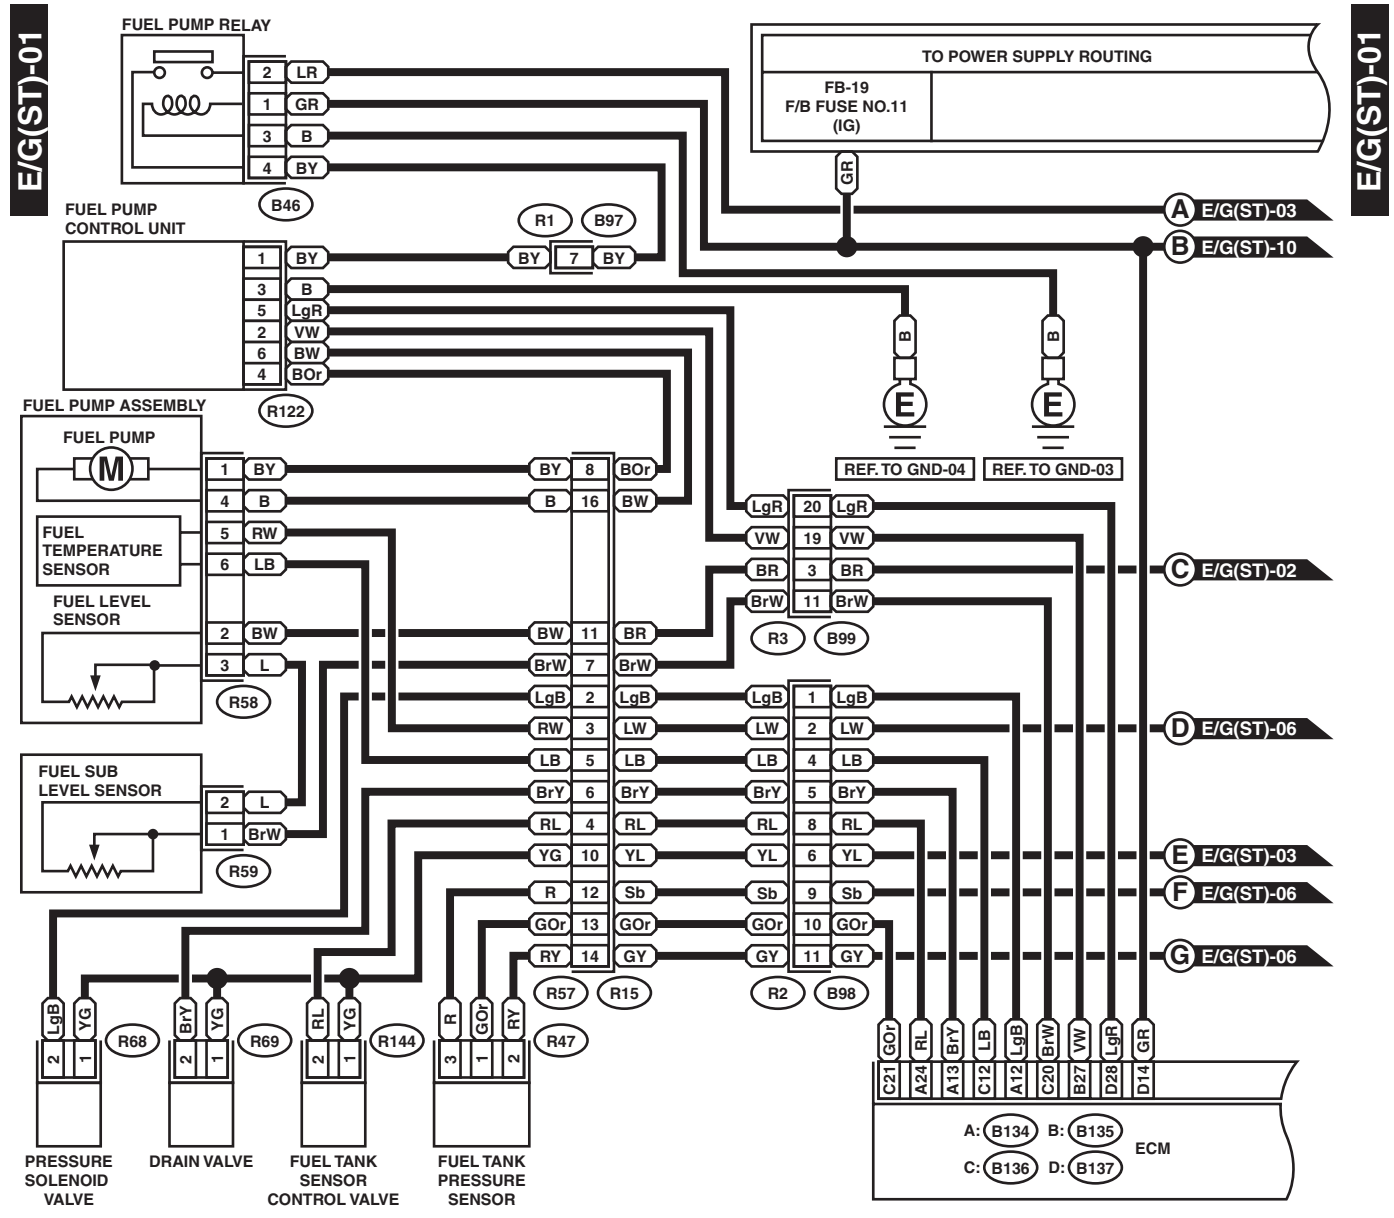 E/G(ST)-01
E/G(ST)-01
FUEL PUMP RELAY
2 LR
1 GR
3 B
4 BY
B46
TO POWER SUPPLY ROUTING
FB-19
F/B FUSE NO.11
(IG)
GR
A E/G(ST)-03
B E/G(ST)-10
FUEL PUMP
CONTROL UNIT
R1 B97
1 BY BY 7 BY
3 B
5 LgR
2 VW
6 BW
4 BOr
R122
B B
E E
REF. TO GND-04 REF. TO GND-03
FUEL PUMP ASSEMBLY
FUEL PUMP
M
1 BY BY 8 BOr
4 B B 16 BW
FUEL
TEMPERATURE
SENSOR
5 RW
6 LB
LgR 20 LgR
VW 19 VW
BR 3 BR C E/G(ST)-02
BrW 11 BrW
R3 B99
FUEL LEVEL
SENSOR
2 BW BW 11 BR
3 L BrW 7 BrW
R58
LgB 2 LgB LgB 1 LgB
RW 3 LW LW 2 LW D E/G(ST)-06
LB 5 LB LB 4 LB
BrY 6 BrY BrY 5 BrY
RL 4 RL RL 8 RL
YG 10 YL YL 6 YL E E/G(ST)-03
R 12 Sb Sb 9 Sb F E/G(ST)-06
GOr 13 GOr GOr 10 GOr
RY 14 GY GY 11 GY G E/G(ST)-06
R57 R15 R2 B98
FUEL SUB
LEVEL SENSOR
2 L
1 BrW
R59
LgB YG R68 BrY YG R69 RL YG R144 R GOr RY R47
2 1 2 1 2 1 3 1 2
PRESSURE
SOLENOID
VALVE
DRAIN VALVE
FUEL TANK
SENSOR
CONTROL VALVE
FUEL TANK
PRESSURE
SENSOR
GOr RL BrY LB LgB BrW VW LgR GR
C21 A24 A13 C12 A12 C20 B27 D28 D14
A: B134 B: B135
C: B136 D: B137
ECM